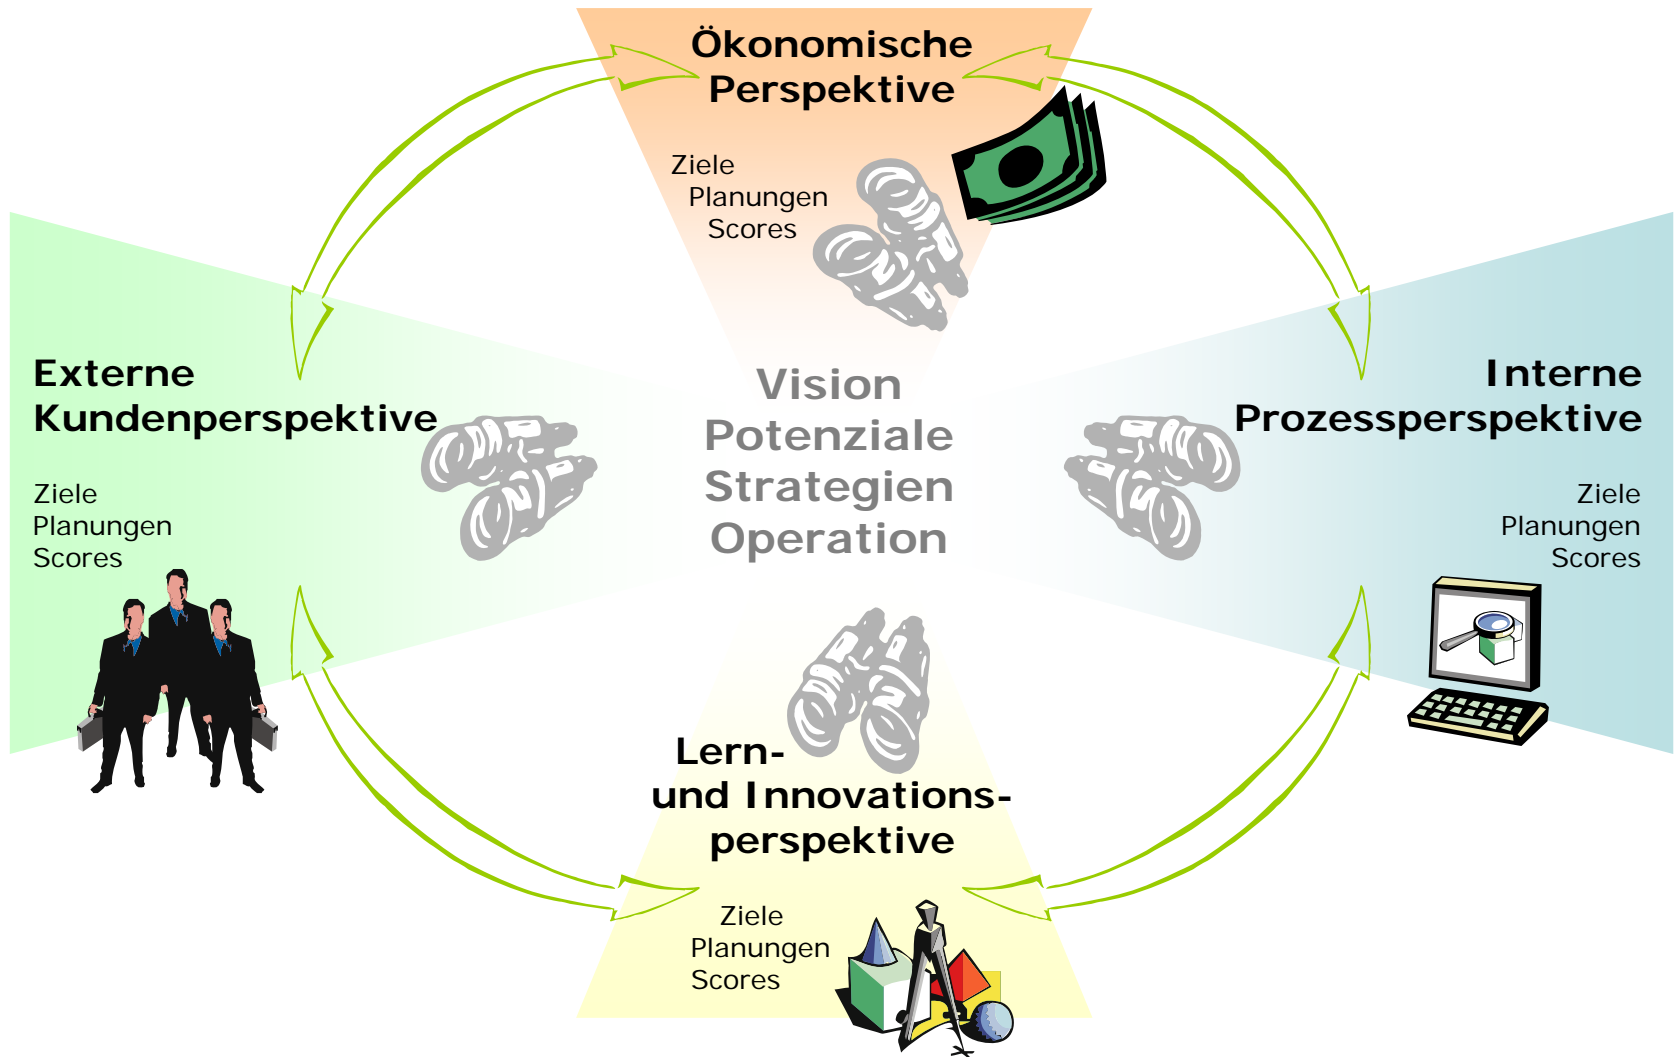 Ökonomische
Perspektive
Ziele
Planungen
Scores
Externe
Kundenperspektive
Ziele
Planungen
Scores
Vision
Potenziale
Strategien
Operation
Interne
Prozessperspektive
Ziele
Planungen
Scores
Lern-
und Innovations-
perspektive
Ziele
Planungen
Scores